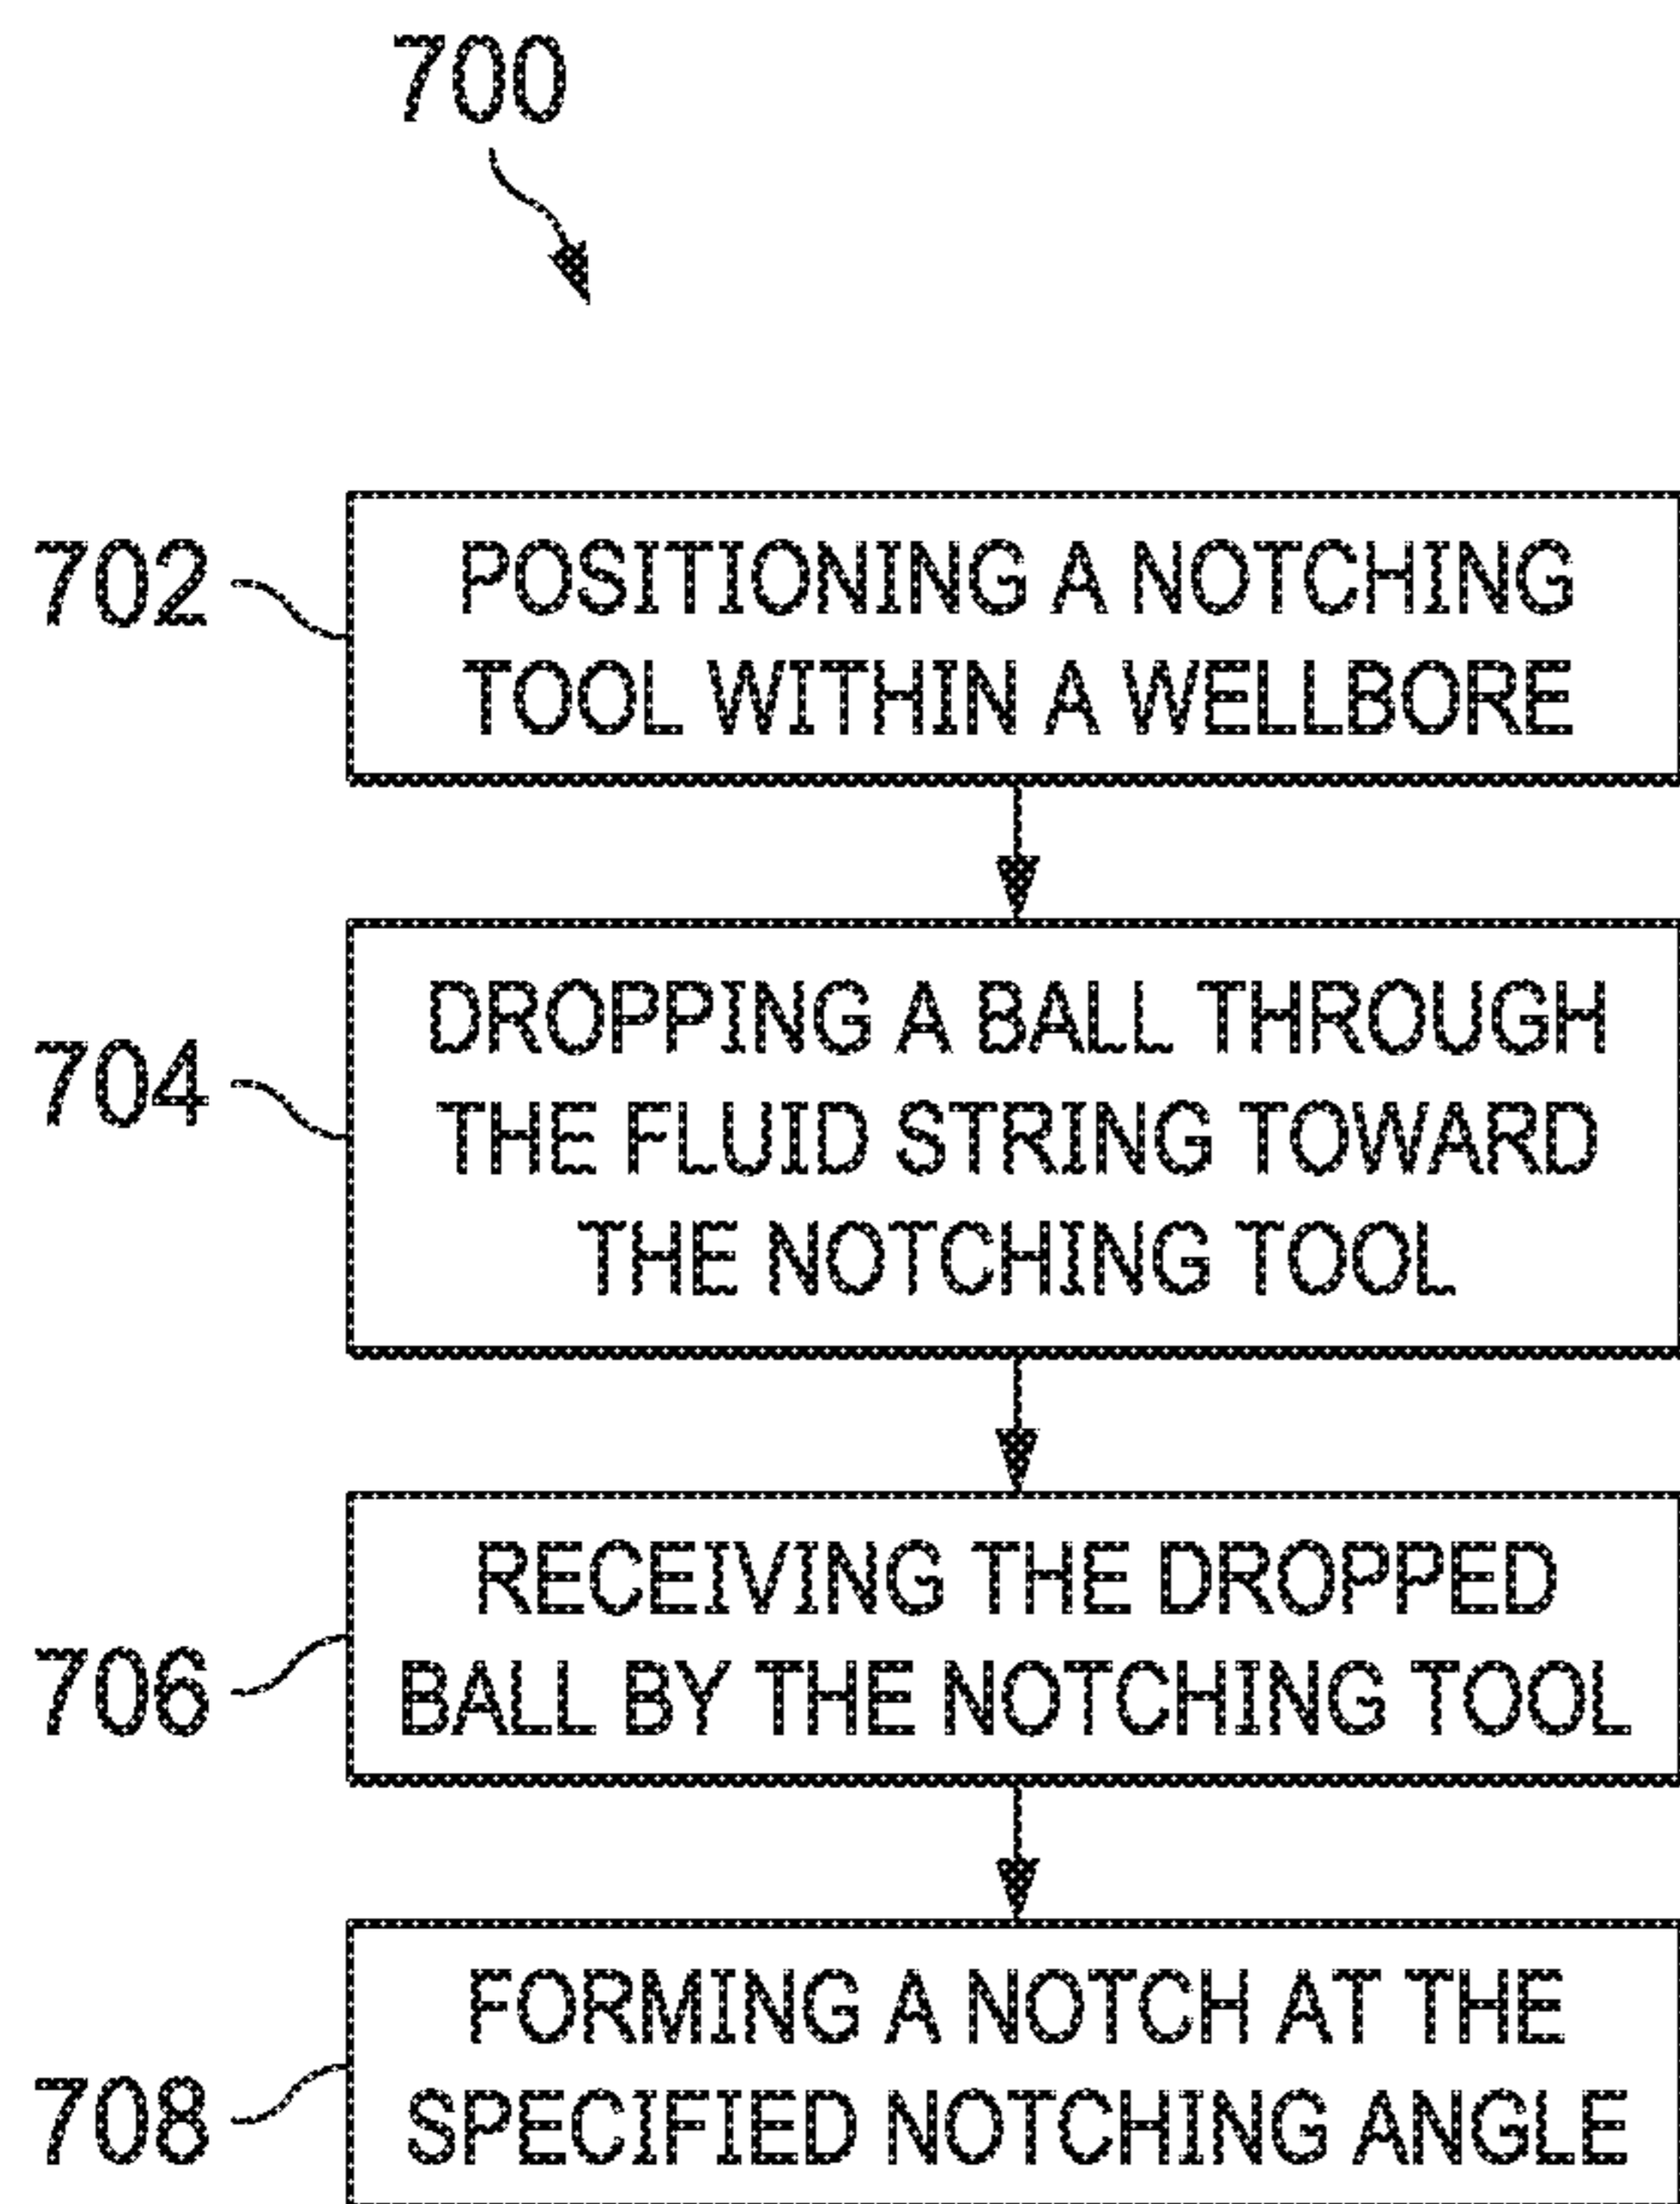 700
702
POSITIONING A NOTCHING
TOOL WITHIN A WELLBORE
704
DROPPING A BALL THROUGH
THE FLUID STRING TOWARD
THE NOTCHING TOOL
706
RECEIVING THE DROPPED
BALL BY THE NOTCHING TOOL
708
FORMING A NOTCH AT THE
SPECIFIED NOTCHING ANGLE